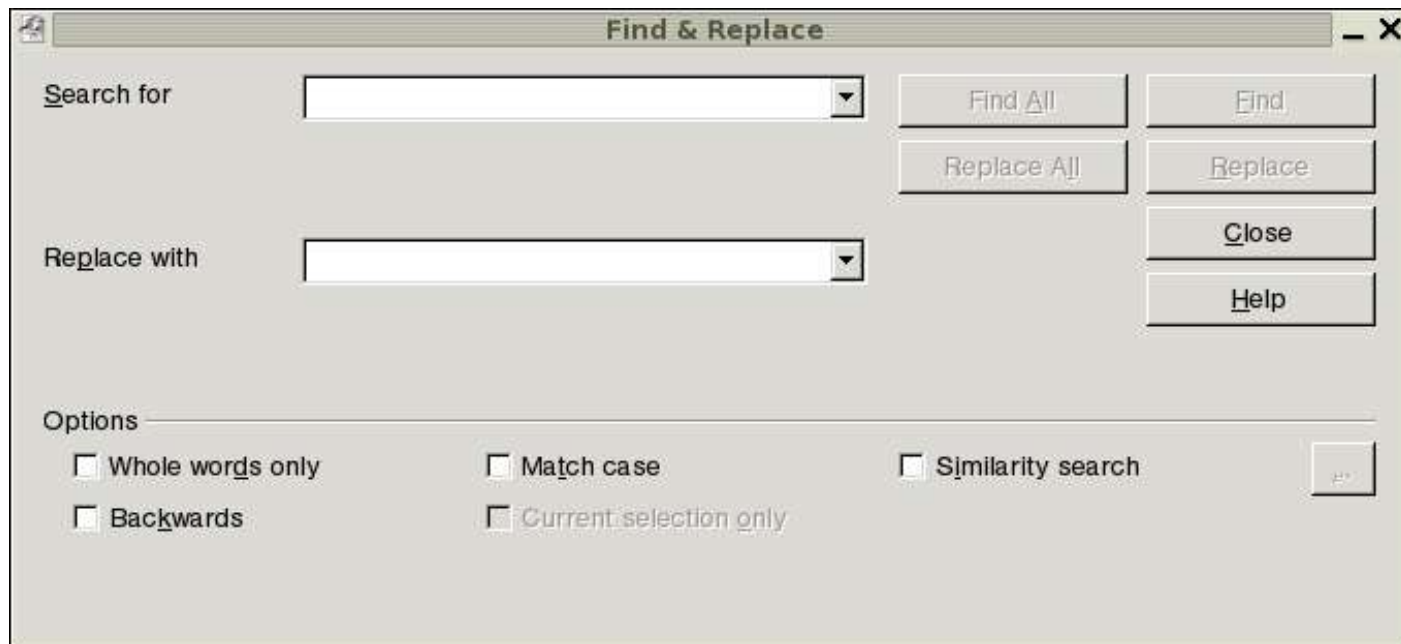 Find & Replace
Search for
Find All
Find
Replace All
Replace
Replace with
Close
Help
Options
Whole words only
Match case
Similarity search
...
Backwards
Current selection only